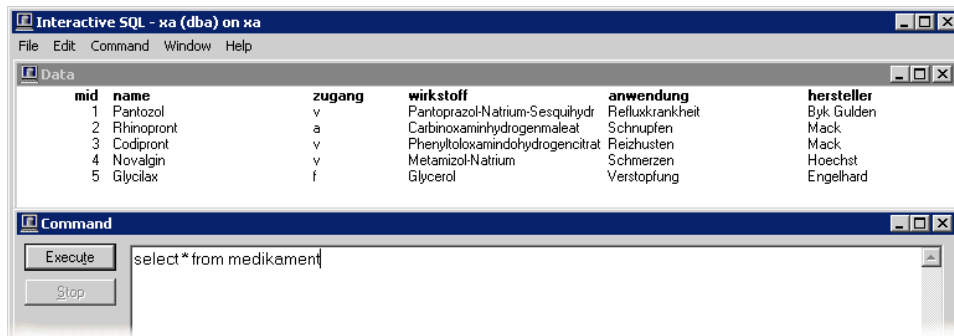 Interactive SQL - xa (dba) on xa
File Edit Command Window Help
Data
mid name zugang wirkstoff anwendung hersteller
1 Pantozol v Pantoprazol-Natrium-Sesquihydr Refluxkrankheit Byk Gulden
2 Rhinopront a Carbinoxaminhydrogenmaleat Schnupfen Mack
3 Codipront v Phenyltoloxamindohydrogencitrat Reizhusten Mack
4 Novalgin v Metamizol-Natrium Schmerzen Hoechst
5 Glycilax f Glycerol Verstopfung Engelhard
Command
Execute select * from medikament
Stop